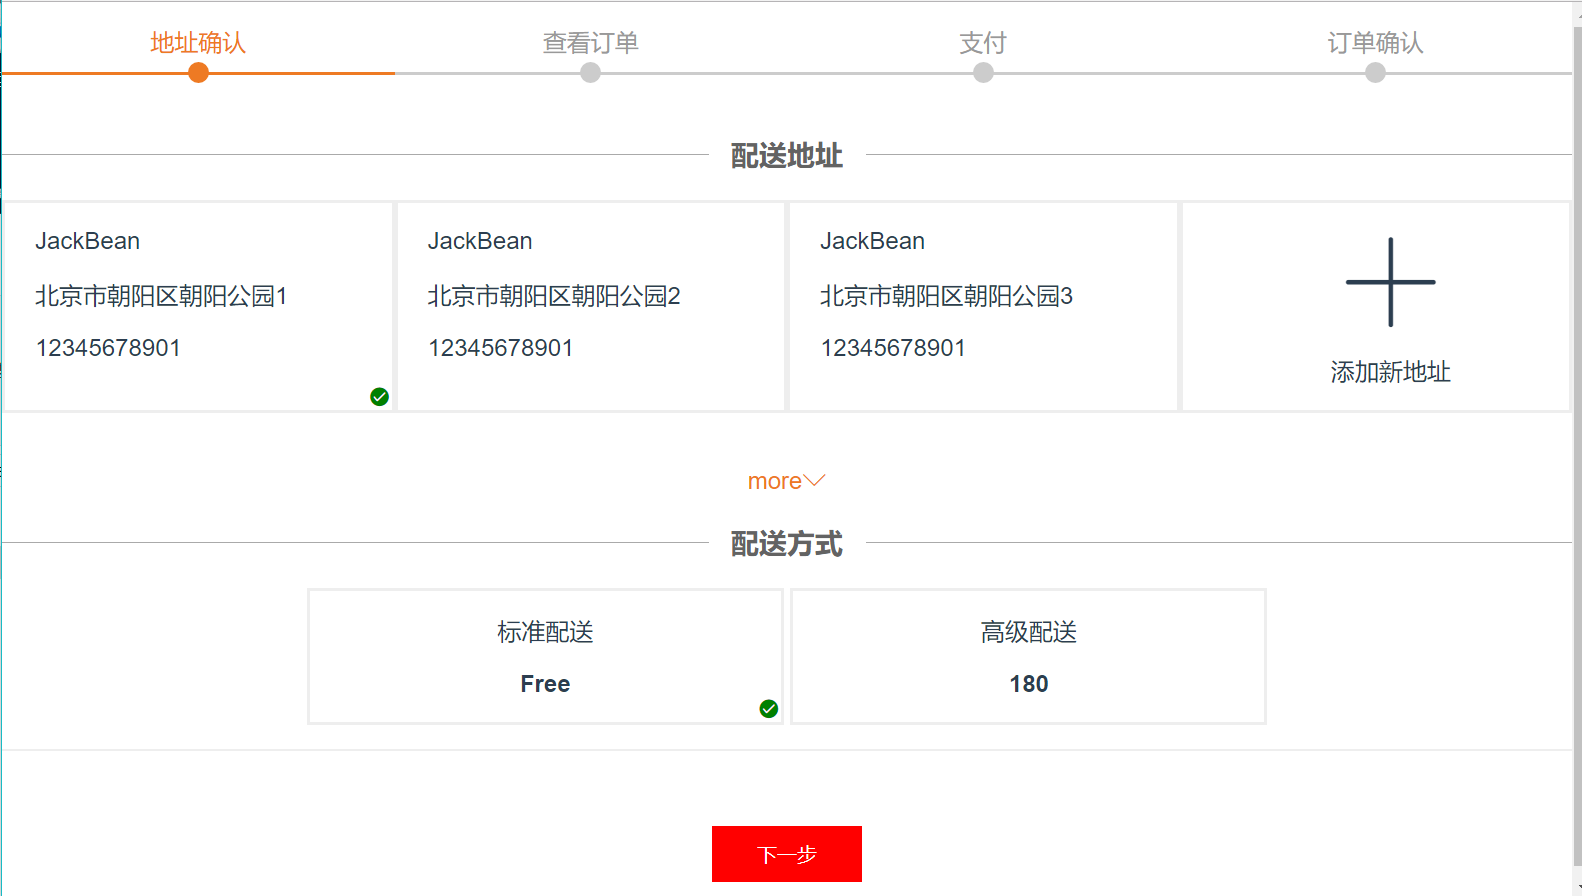 地址确认
查看订单
支付
订单确认
配送地址
JackBean
北京市朝阳区朝阳公园1
12345678901
JackBean
北京市朝阳区朝阳公园2
12345678901
JackBean
北京市朝阳区朝阳公园3
12345678901
添加新地址
more
配送方式
标准配送
Free
高级配送
180
下一步